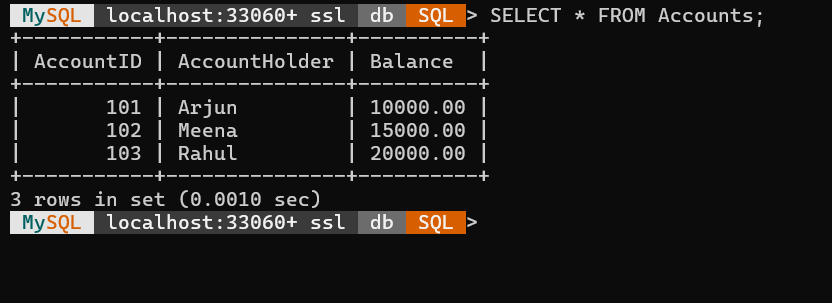 MySQL localhost:33060+ ssl db SQL > SELECT * FROM Accounts;
+-----------+---------------+----------+
| AccountID | AccountHolder | Balance  |
+-----------+---------------+----------+
|       101 | Arjun         | 10000.00 |
|       102 | Meena         | 15000.00 |
|       103 | Rahul         | 20000.00 |
+-----------+---------------+----------+
3 rows in set (0.0010 sec)
MySQL localhost:33060+ ssl db SQL >